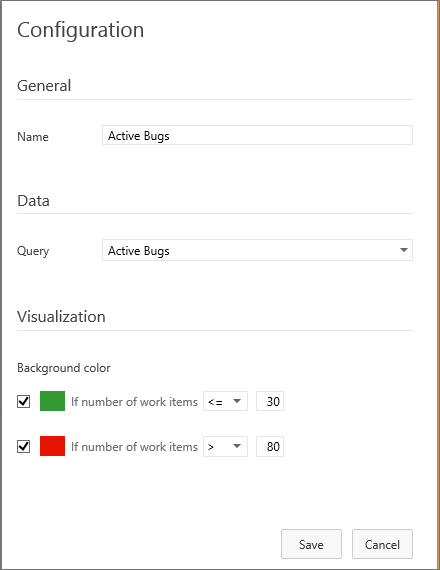 Configuration
General
Name Active Bugs
Data
Query Active Bugs
Visualization
Background color
If number of work items <= 30
If number of work items > 80
Save Cancel